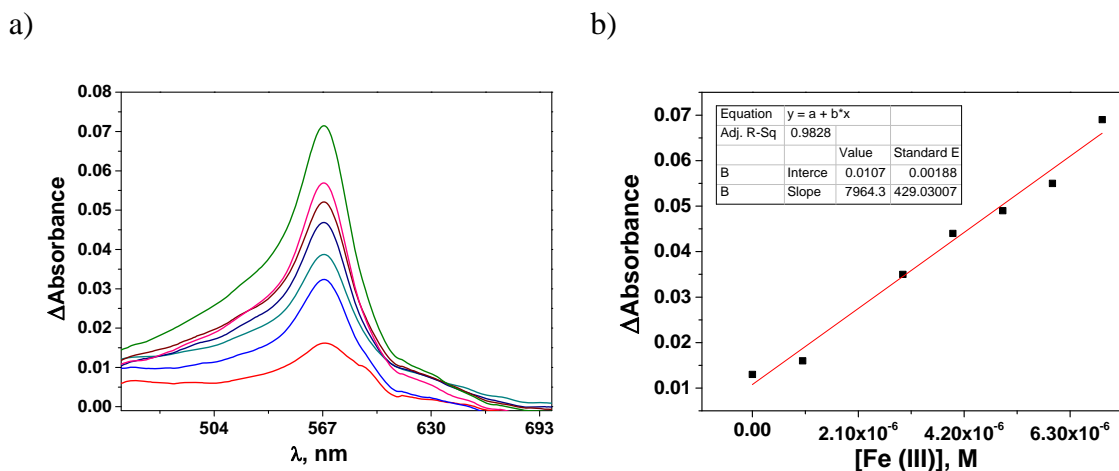 a)
b)
ΔAbsorbance
0.08
0.07
0.06
0.05
0.04
0.03
0.02
0.01
0.00
504 567 630 693
λ, nm
ΔAbsorbance
0.07
0.06
0.05
0.04
0.03
0.02
0.01
0.00 2.10x10⁻⁶ 4.20x10⁻⁶ 6.30x10⁻⁶
[Fe (III)], M
Equation y = a + b*x
Adj. R-Sq 0.9828
Value Standard E
B Interce 0.0107 0.00188
B Slope 7964.3 429.03007